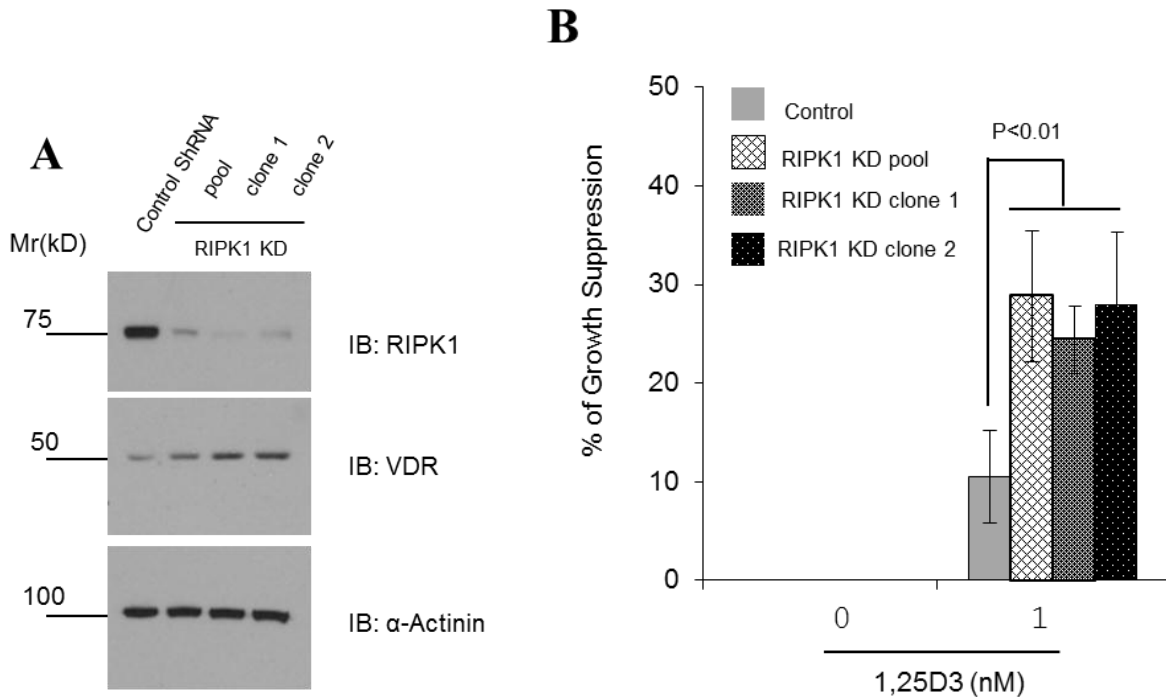 A
Control ShRNA
pool
clone 1
clone 2
Mr(kD)
RIPK1 KD
75
IB: RIPK1
50
IB: VDR
100
IB: α-Actinin
B
% of Growth Suppression
50
40
30
20
10
0
Control
RIPK1 KD pool
RIPK1 KD clone 1
RIPK1 KD clone 2
P<0.01
0 1
1,25D3 (nM)